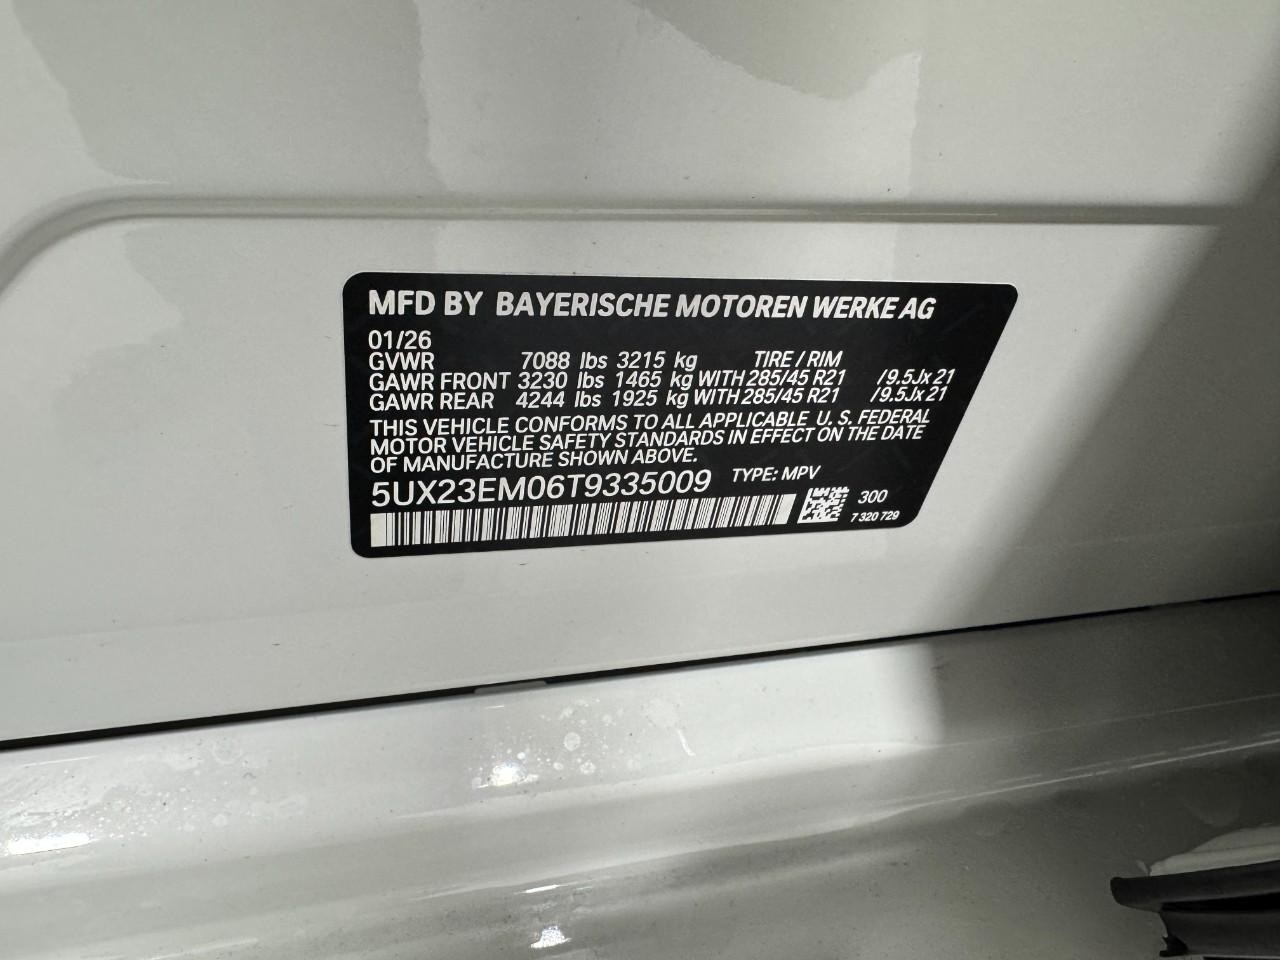 MFD BY BAYERISCHE MOTOREN WERKE AG
01/26
GVWR 7088 lbs 3215 kg TIRE / RIM
GAWR FRONT 3230 lbs 1465 kg WITH 285/45 R21 /9.5Jx21
GAWR REAR 4244 lbs 1925 kg WITH 285/45 R21 /9.5Jx21
THIS VEHICLE CONFORMS TO ALL APPLICABLE U.S. FEDERAL
MOTOR VEHICLE SAFETY STANDARDS IN EFFECT ON THE DATE
OF MANUFACTURE SHOWN ABOVE.
5UX23EM06T9335009 TYPE: MPV
300
7 320 729